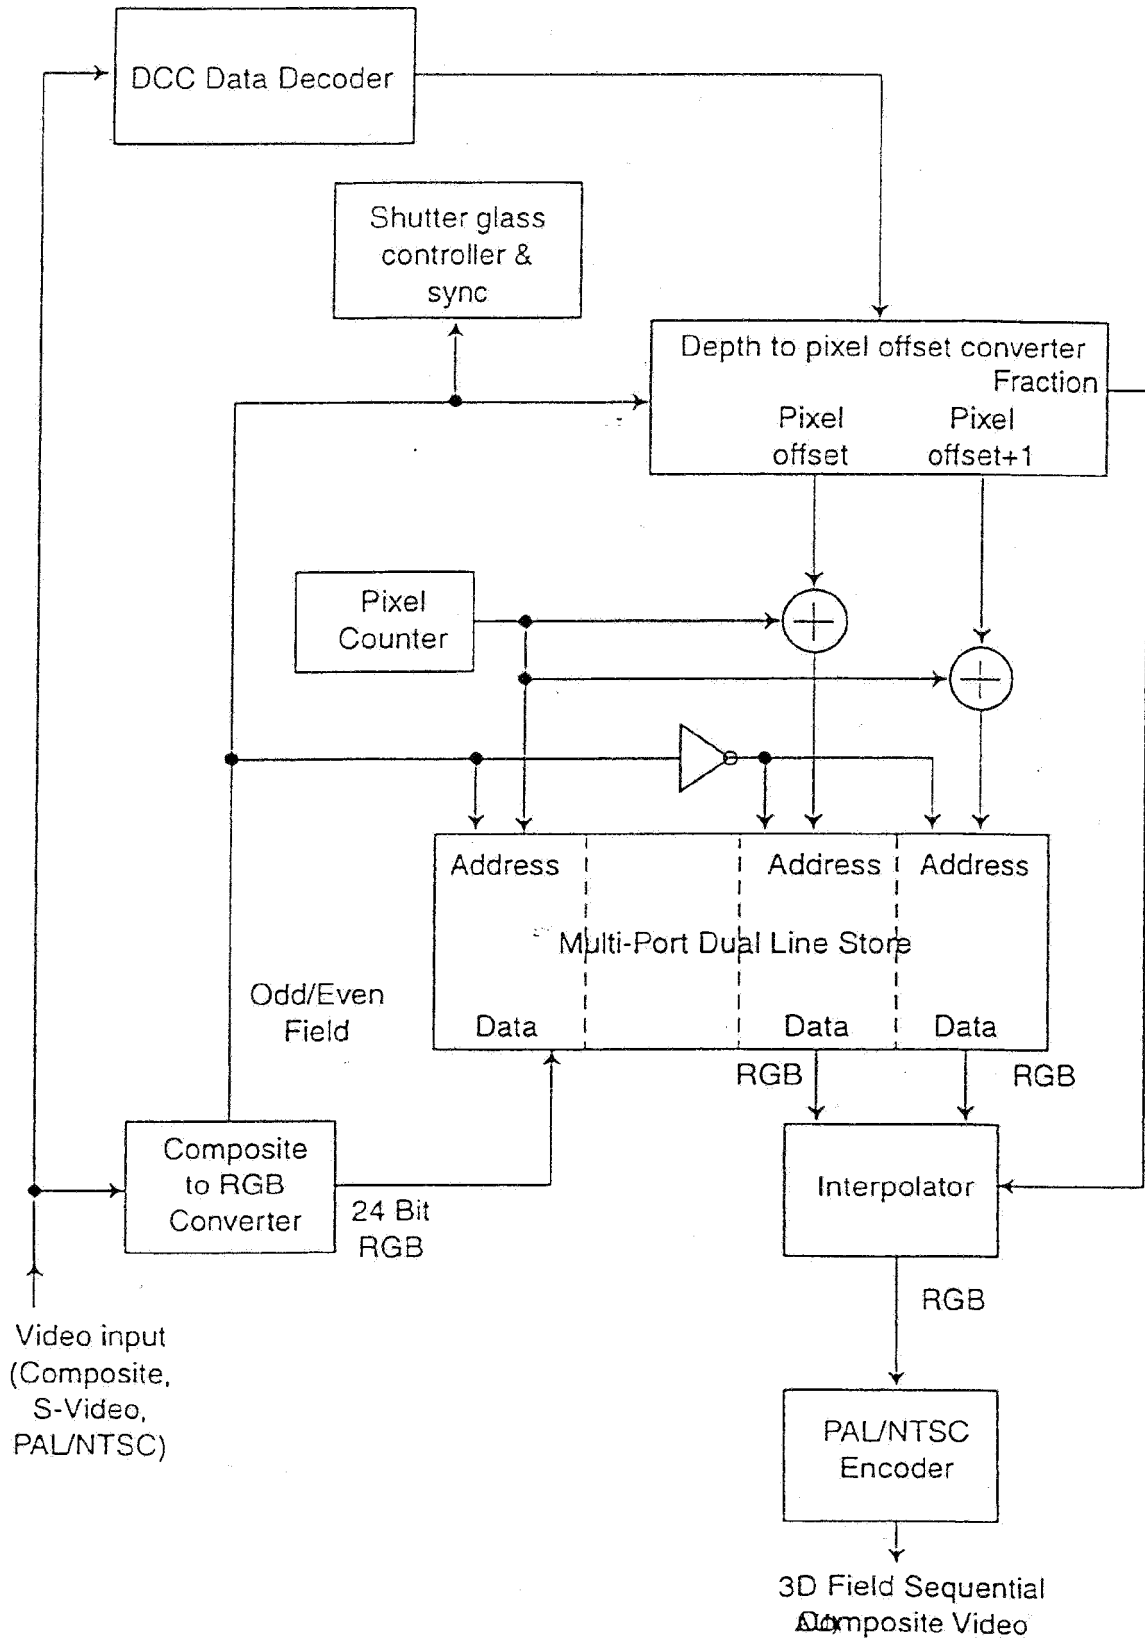 DCC Data Decoder
Shutter glass
controller &
sync
Depth to pixel offset converter
Fraction
Pixel
offset
Pixel
offset+1
Pixel
Counter
Address
Address
Address
Multi-Port Dual Line Store
Data
Data
Data
Odd/Even
Field
RGB
RGB
Composite
to RGB
Converter
24 Bit
RGB
Interpolator
RGB
Video input
(Composite,
S-Video,
PAL/NTSC)
PAL/NTSC
Encoder
3D Field Sequential
Composite Video